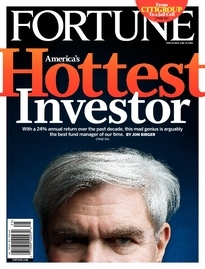 From
CITIGROUP
To a Jail Cell
FORTUNE
America's
Hottest
Investor
With a 24% annual return over the past decade, this mad genius is arguably
the best fund manager of our time. BY JON BIRGER